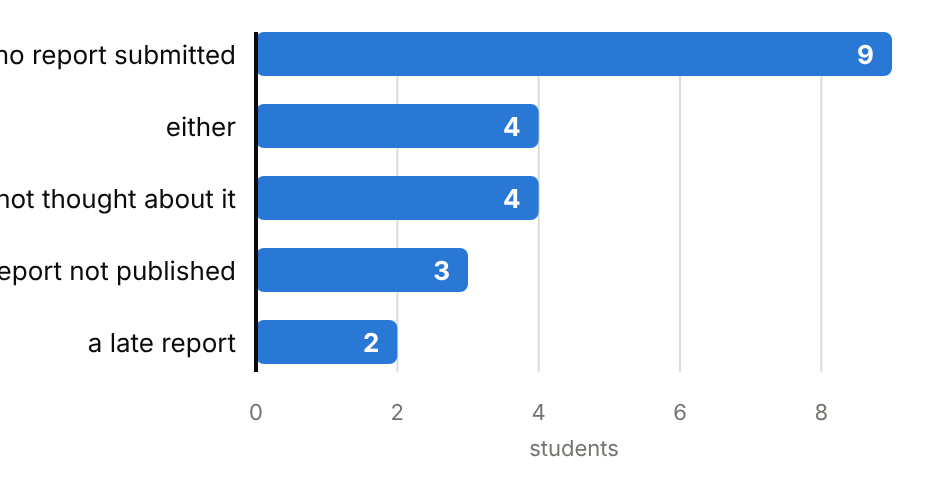 no report submitted
9
either
4
not thought about it
4
report not published
3
a late report
2
0 2 4 6 8
students